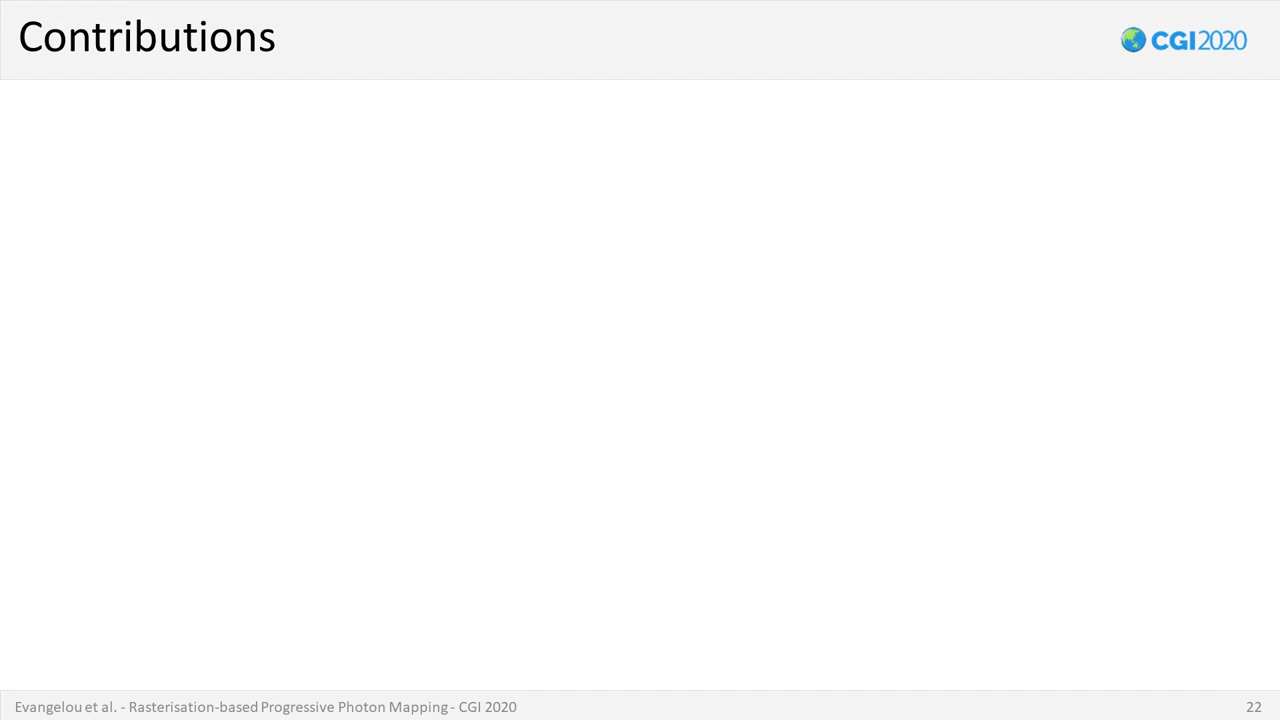 Contributions
CGI2020
Evangelou et al. - Rasterisation-based Progressive Photon Mapping - CGI 2020
22